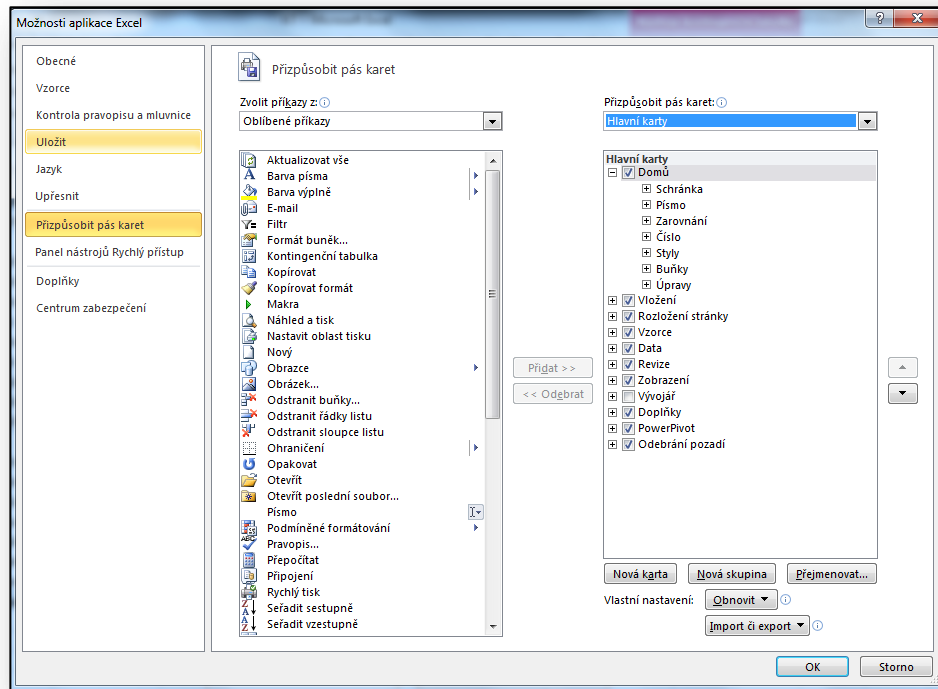 Možnosti aplikace Excel
Obecné
Vzorce
Kontrola pravopisu a mluvnice
Uložit
Jazyk
Upřesnit
Přizpůsobit pás karet
Panel nástrojů Rychlý přístup
Doplňky
Centrum zabezpečení
Přizpůsobit pás karet
Zvolit příkazy z:
Oblíbené příkazy
Aktualizovat vše
Barva písma
Barva výplně
E-mail
Filtr
Formát buněk...
Kontingenční tabulka
Kopírovat
Kopírovat formát
Makra
Náhled a tisk
Nastavit oblast tisku
Nový
Obrazce
Obrázek...
Odstranit buňky...
Odstranit řádky listu
Odstranit sloupce listu
Ohraničení
Opakovat
Otevřít
Otevřít poslední soubor...
Písmo
Podmíněné formátování
Pravopis...
Přepočítat
Připojení
Rychlý tisk
Seřadit sestupně
Seřadit vzestupně
Přidat >>
<< Odebrat
Přizpůsobit pás karet:
Hlavní karty
Hlavní karty
Domů
Schránka
Písmo
Zarovnání
Číslo
Styly
Buňky
Úpravy
Vložení
Rozložení stránky
Vzorce
Data
Revize
Zobrazení
Vývojář
Doplňky
PowerPivot
Odebrání pozadí
Nová karta
Nová skupina
Přejmenovat...
Vlastní nastavení:
Obnovit
Import či export
OK
Storno